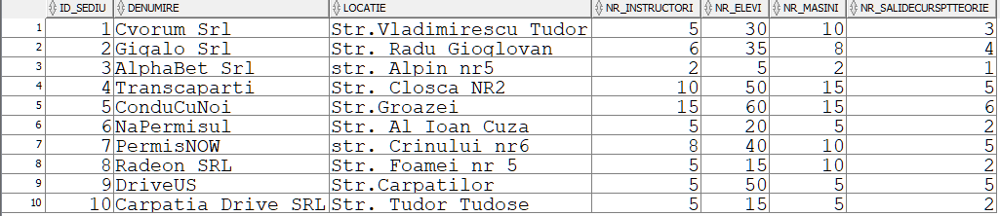 ID_SEDIU DENUMIRE LOCATIE NR_INSTRUCTORI NR_ELEVI NR_MASINI NR_SALIDECURSPTTEORIE
1 1 Cvorum Srl Str.Vladimirescu Tudor 5 30 10 3
2 2 Gigalo Srl Str. Radu Gioglovan 6 35 8 4
3 3 AlphaBet Srl str. Alpin nr5 2 5 2 1
4 4 Transcaparti Str. Closca NR2 10 50 15 5
5 5 ConduCuNoi Str.Groazei 15 60 15 6
6 6 NaPermisul Str. Al Ioan Cuza 5 20 5 2
7 7 PermisNOW str. Crinului nr6 8 40 10 5
8 8 Radeon SRL Str. Foamei nr 5 5 15 10 2
9 9 DriveUS Str.Carpatilor 5 50 5 5
10 10 Carpatia Drive SRL Str. Tudor Tudose 5 15 5 2